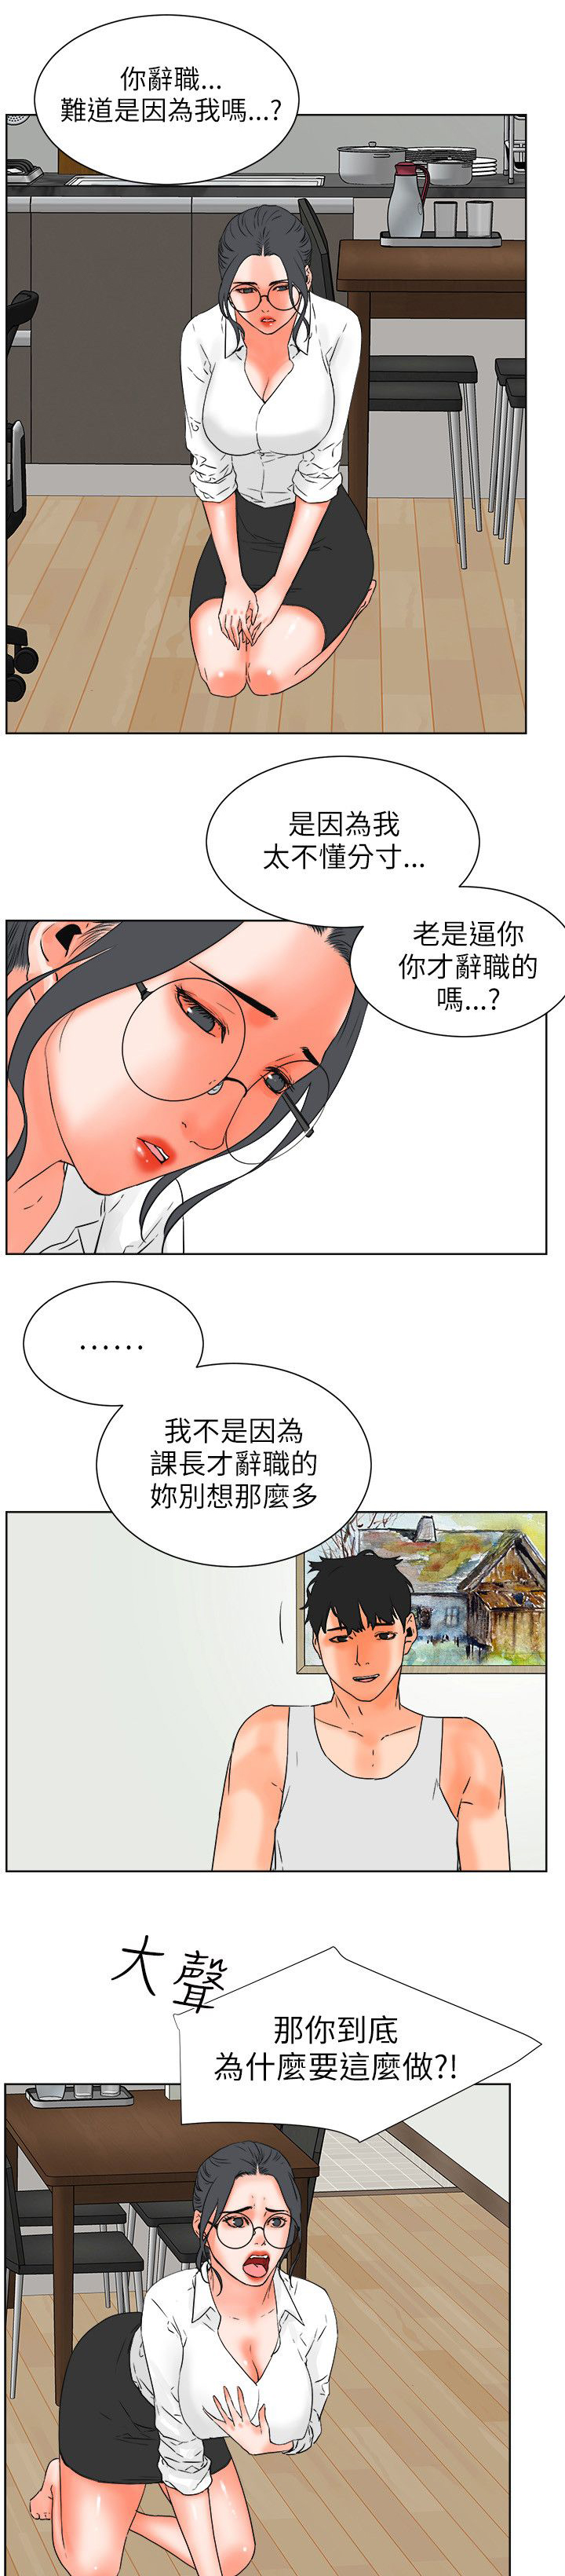 你辭職...
難道是因為我嗎...?
是因為我
太不懂分寸...
老是逼你
你才辭職的
嗎...?
......
我不是因為
課長才辭職的
妳別想那麼多
大聲
那你到底
為什麼要這麼做?!